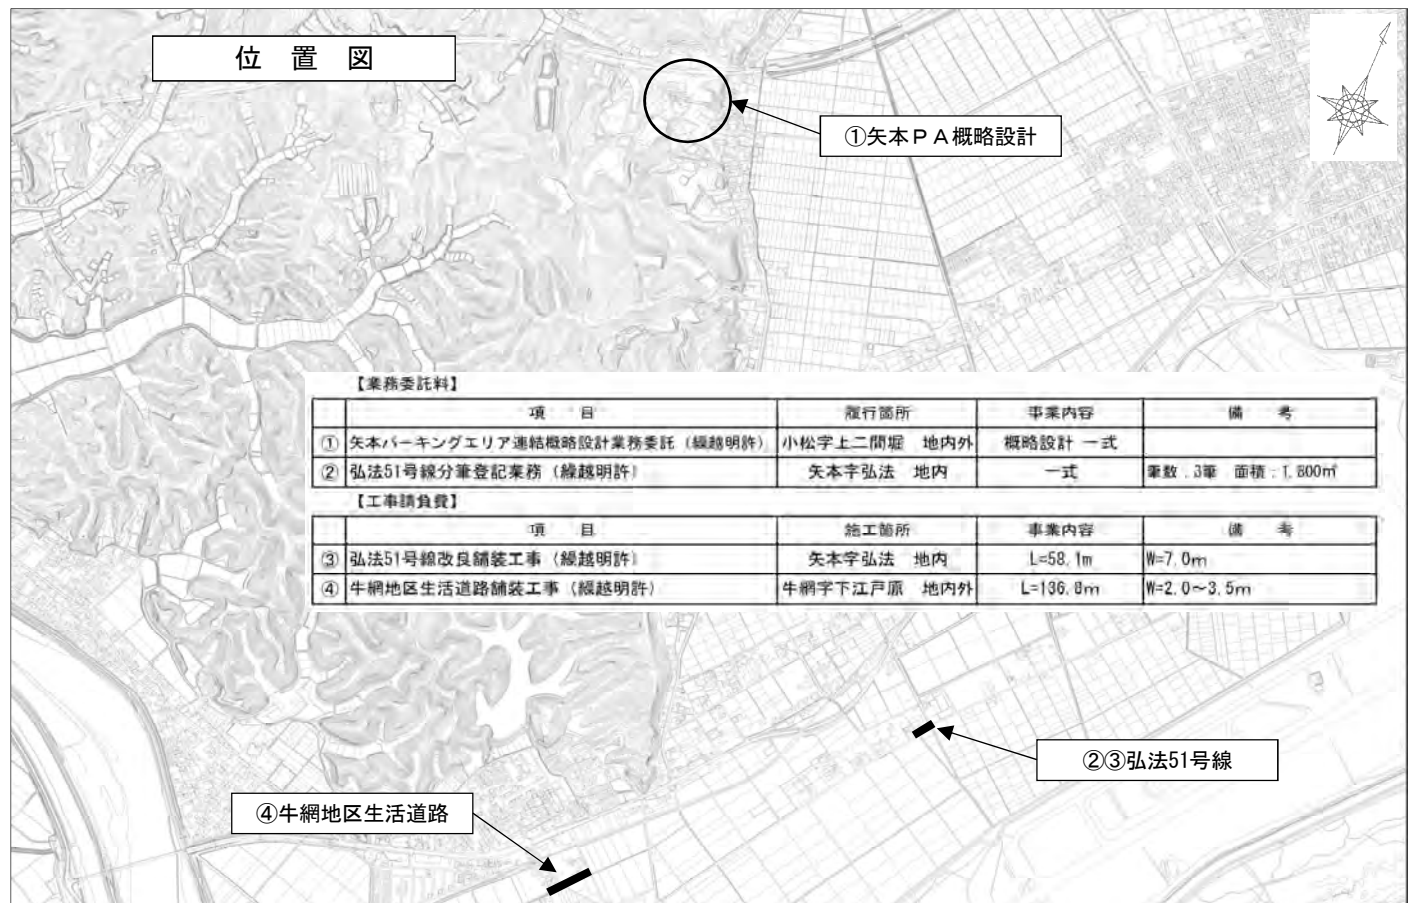 位 置 図
①矢本ＰＡ概略設計
【業務委託料】
項 目 履行箇所 事業内容 備 考
① 矢本パーキングエリア連結概略設計業務委託（繰越明許） 小松字上二間堀 地内外 概略設計 一式
② 弘法51号線分筆登記業務（繰越明許） 矢本字弘法 地内 一式 筆数：3筆 面積：1,800㎡
【工事請負費】
項 目 施工箇所 事業内容 備 考
③ 弘法51号線改良舗装工事（繰越明許） 矢本字弘法 地内 L=58.1m W=7.0m
④ 牛網地区生活道路舗装工事（繰越明許） 牛網字下江戸原 地内外 L=136.8m W=2.0～3.5m
②③弘法51号線
④牛網地区生活道路